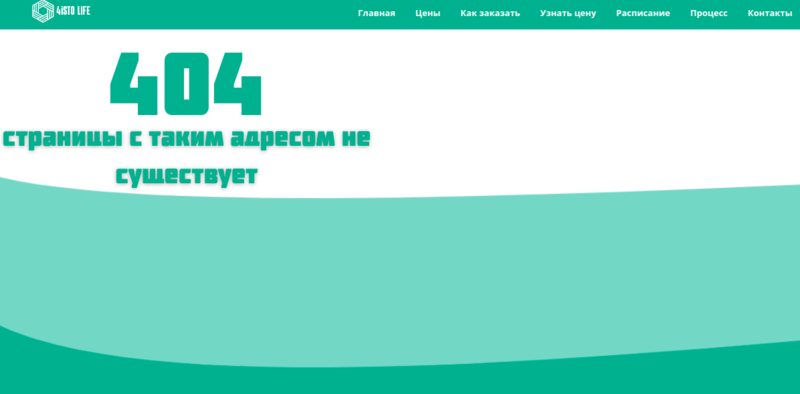 4ISTO LIFE
Главная Цены Как заказать Узнать цену Расписание Процесс Контакты
404
страницы с таким адресом не
существует